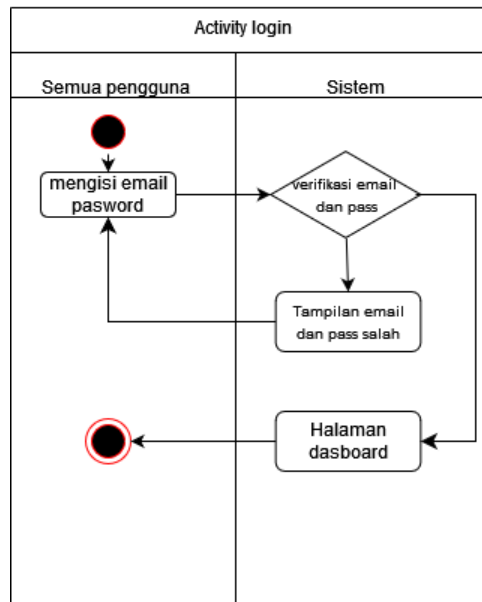 Activity login
Semua pengguna
Sistem
mengisi email
pasword
verifikasi email
dan pass
Tampilan email
dan pass salah
Halaman
dasboard